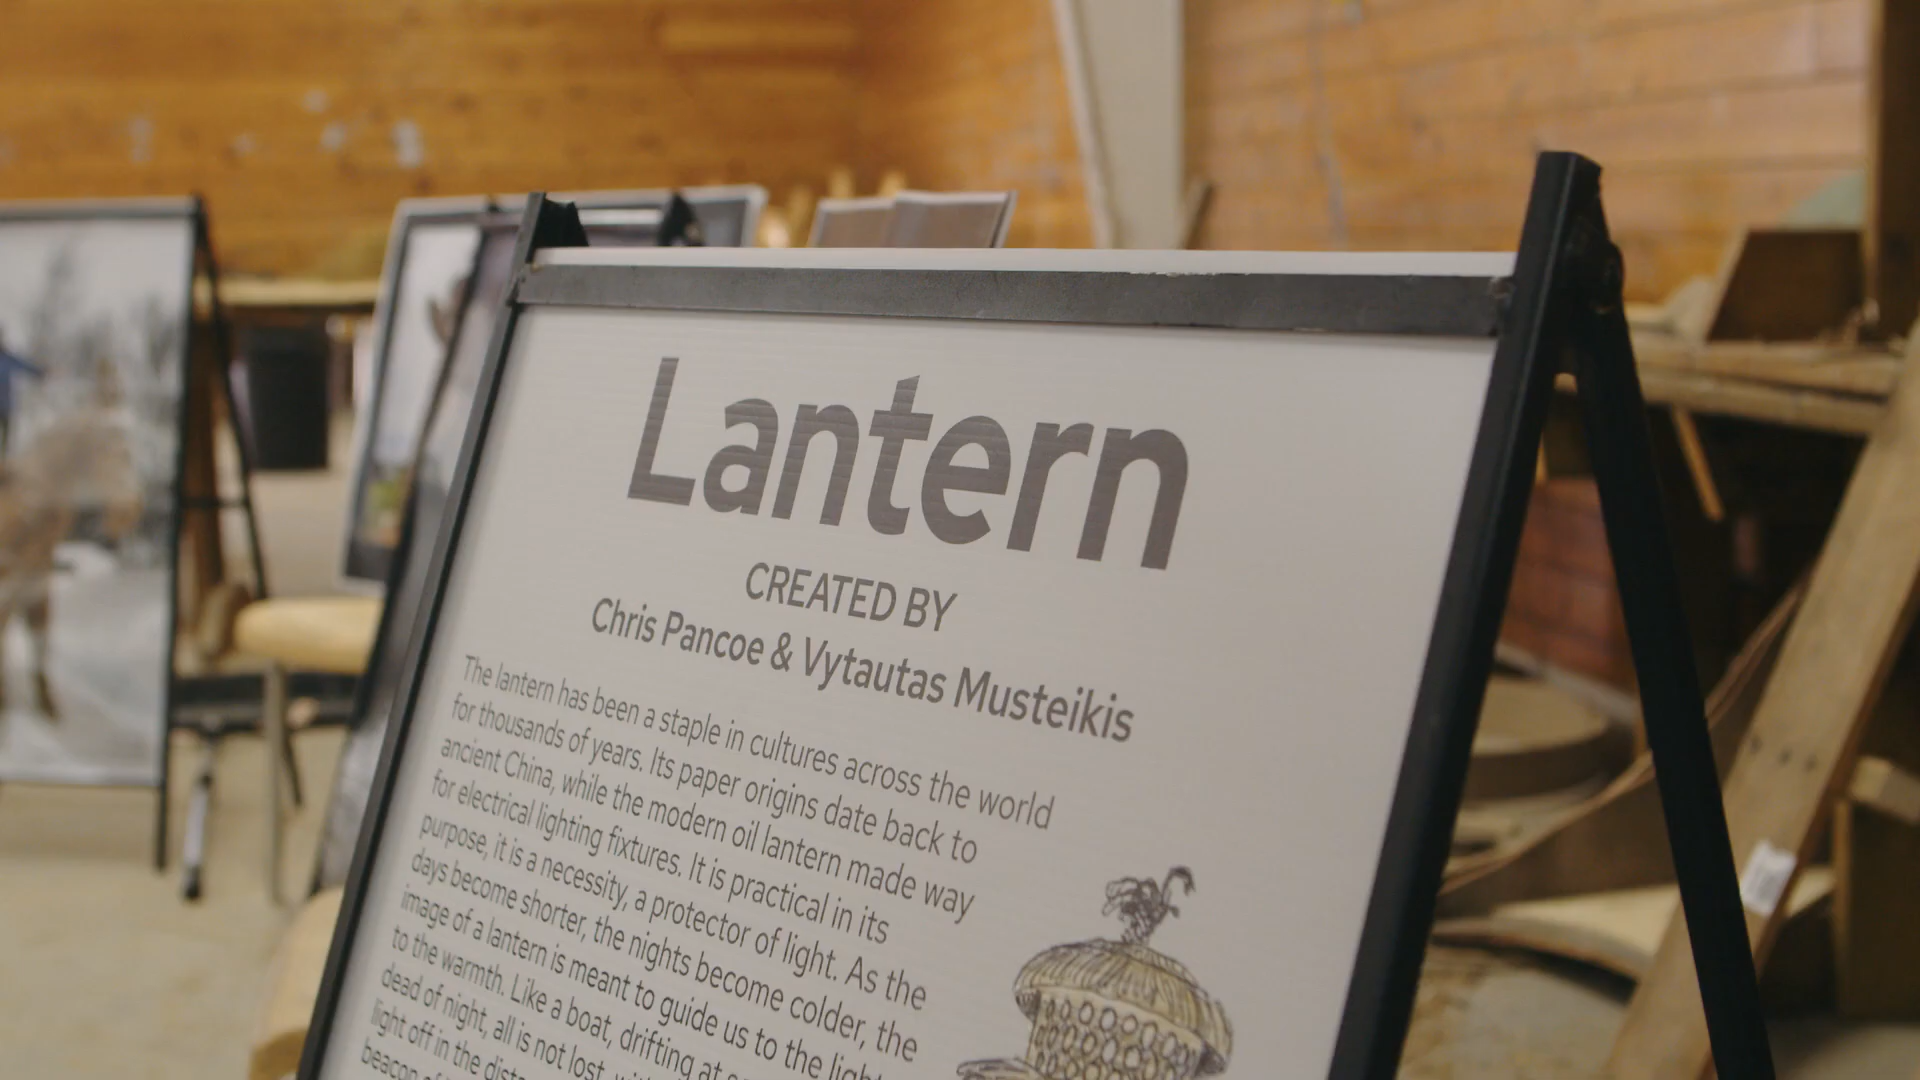 Lantern
CREATED BY
Chris Pancoe & Vytautas Musteikis
The lantern has been a staple in cultures across the world
for thousands of years. Its paper origins date back to
ancient China, while the modern oil lantern made way
for electrical lighting fixtures. It is practical in its
purpose, it is a necessity, a protector of light. As the
days become shorter, the nights become colder, the
image of a lantern is meant to guide us to the light,
to the warmth. Like a boat, drifting at
dead of night, all is not lost,
light off in the
beacon